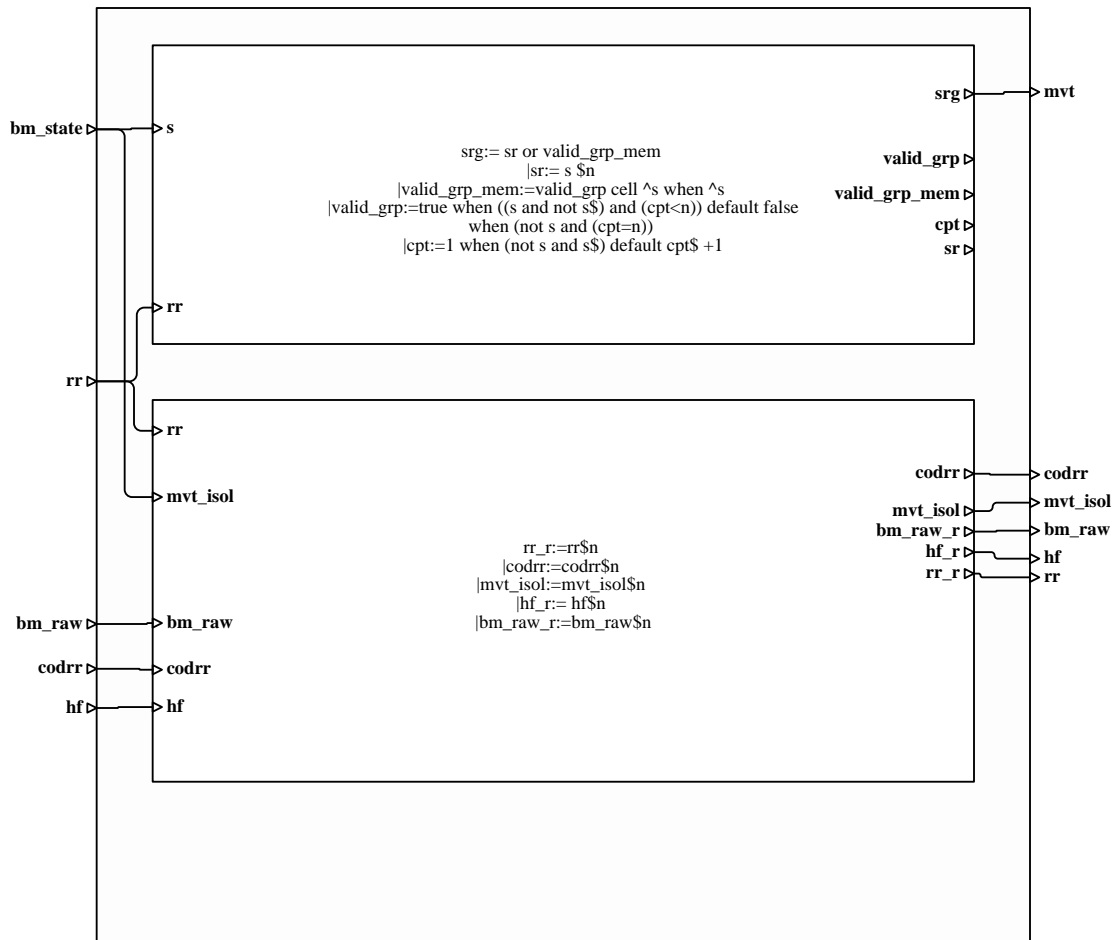 srg
mvt
bm_state
s
srg:= sr or valid_grp_mem
|sr:= s $n
|valid_grp_mem:=valid_grp cell ^s when ^s
|valid_grp:=true when ((s and not s$) and (cpt<n)) default false
when (not s and (cpt=n))
|cpt:=1 when (not s and s$) default cpt$ +1
valid_grp
valid_grp_mem
cpt
sr
rr
rr
rr
mvt_isol
codrr
codrr
mvt_isol
mvt_isol
bm_raw_r
bm_raw
hf_r
hf
rr_r
rr
rr_r:=rr$n
|codrr:=codrr$n
|mvt_isol:=mvt_isol$n
|hf_r:= hf$n
|bm_raw_r:=bm_raw$n
bm_raw
bm_raw
codrr
codrr
hf
hf